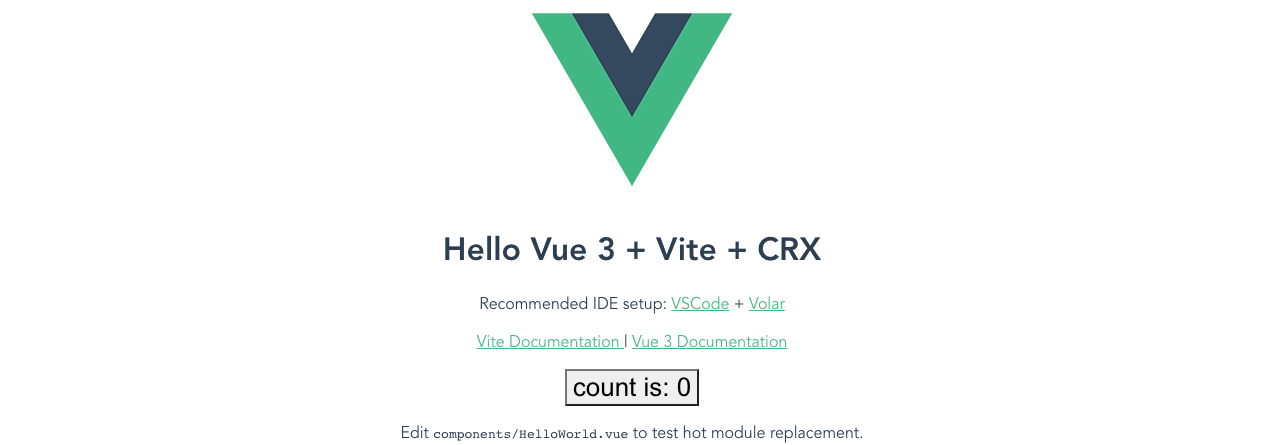 Hello Vue 3 + Vite + CRX
Recommended IDE setup: VSCode + Volar
Vite Documentation | Vue 3 Documentation
count is: 0
Edit components/HelloWorld.vue to test hot module replacement.